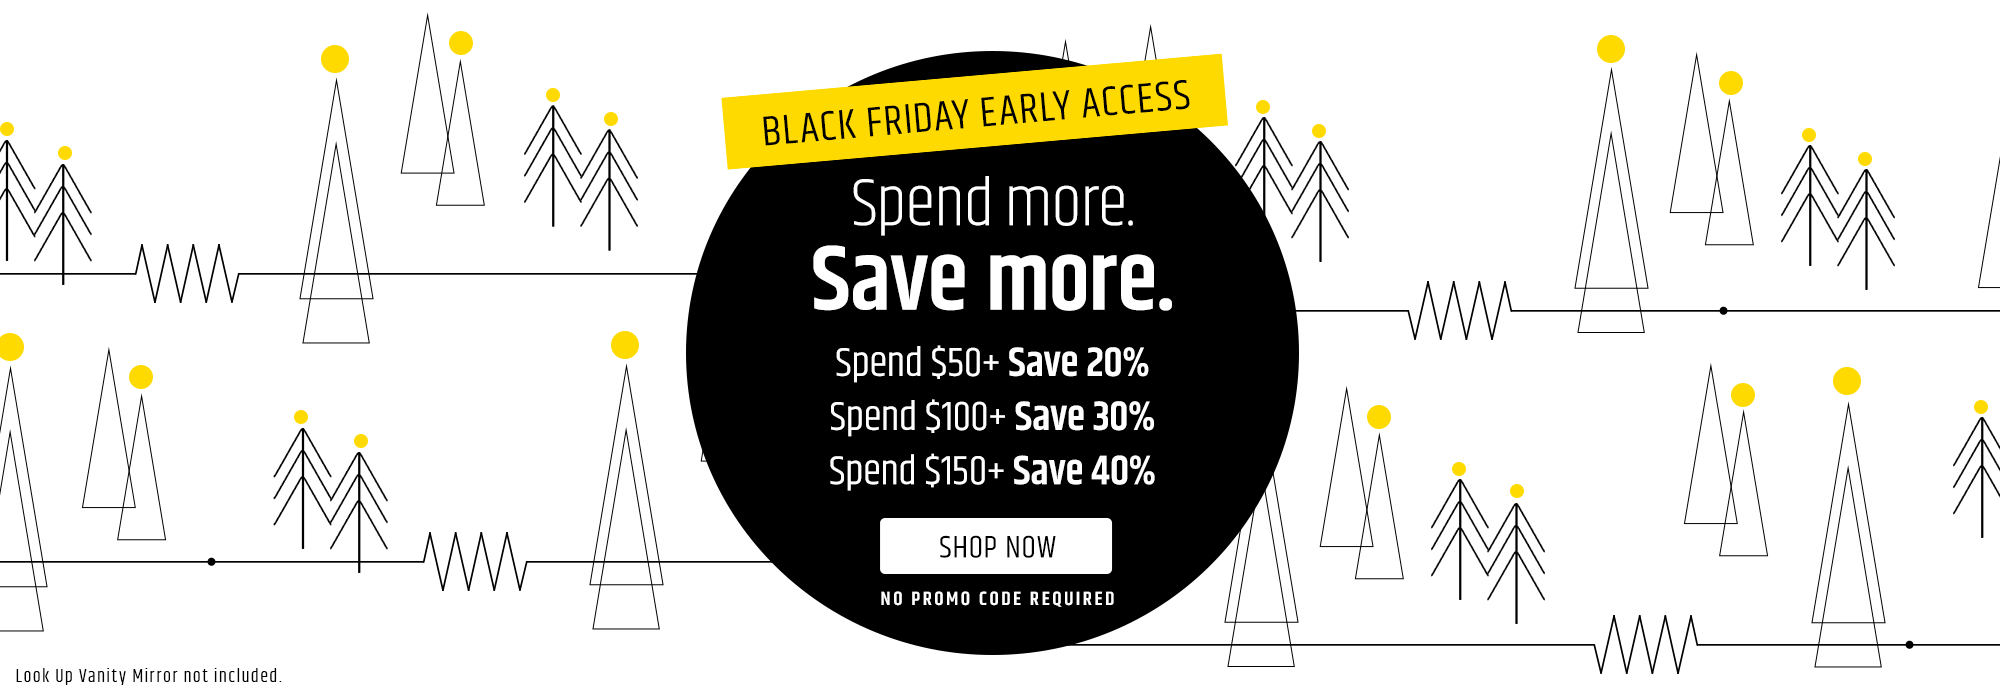 BLACK FRIDAY EARLY ACCESS
Spend more.
Save more.
Spend $50+ Save 20%
Spend $100+ Save 30%
Spend $150+ Save 40%
SHOP NOW
NO PROMO CODE REQUIRED
Look Up Vanity Mirror not included.